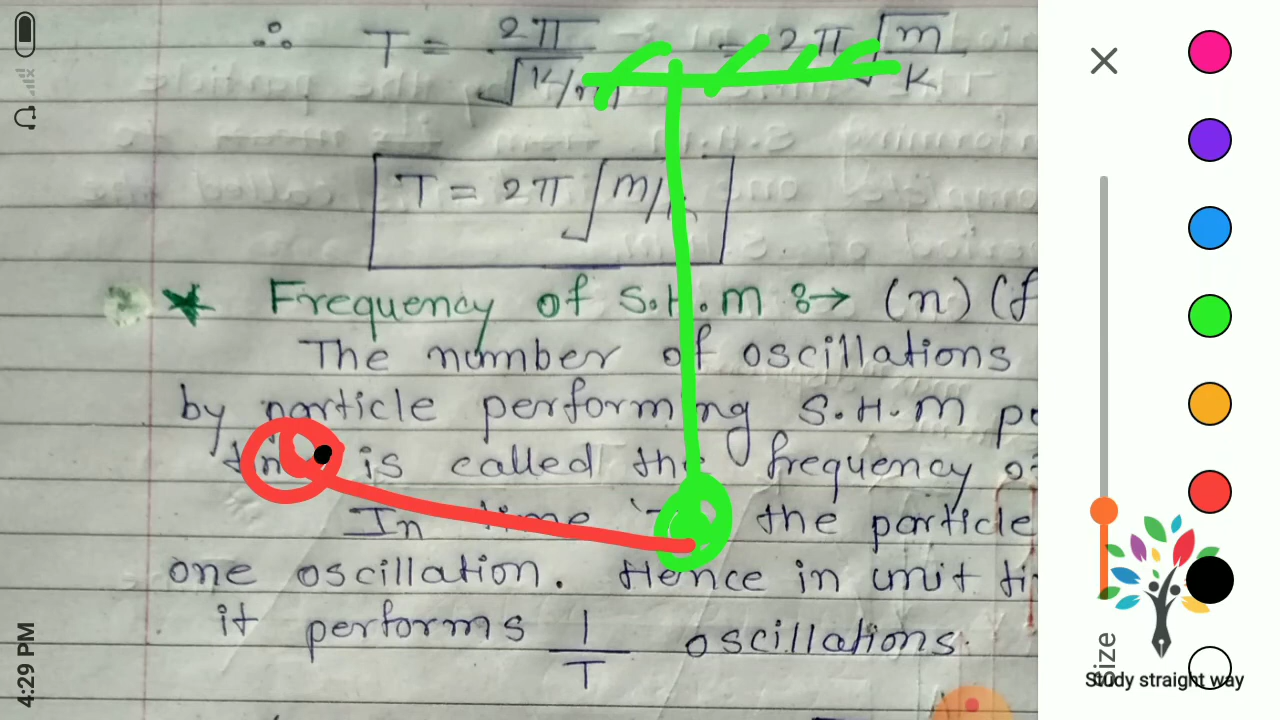 ∴ T = 2π / √k/m = 2π √m/k
T = 2π √m/k
★ Frequency of S.H.M :→ (n) (f
The number of oscillations
by particle performing S.H.M
is called the frequency
In time the particle
one oscillation. Hence in unit
it performs 1/T oscillations.
Size
Study straight way
4:29 PM